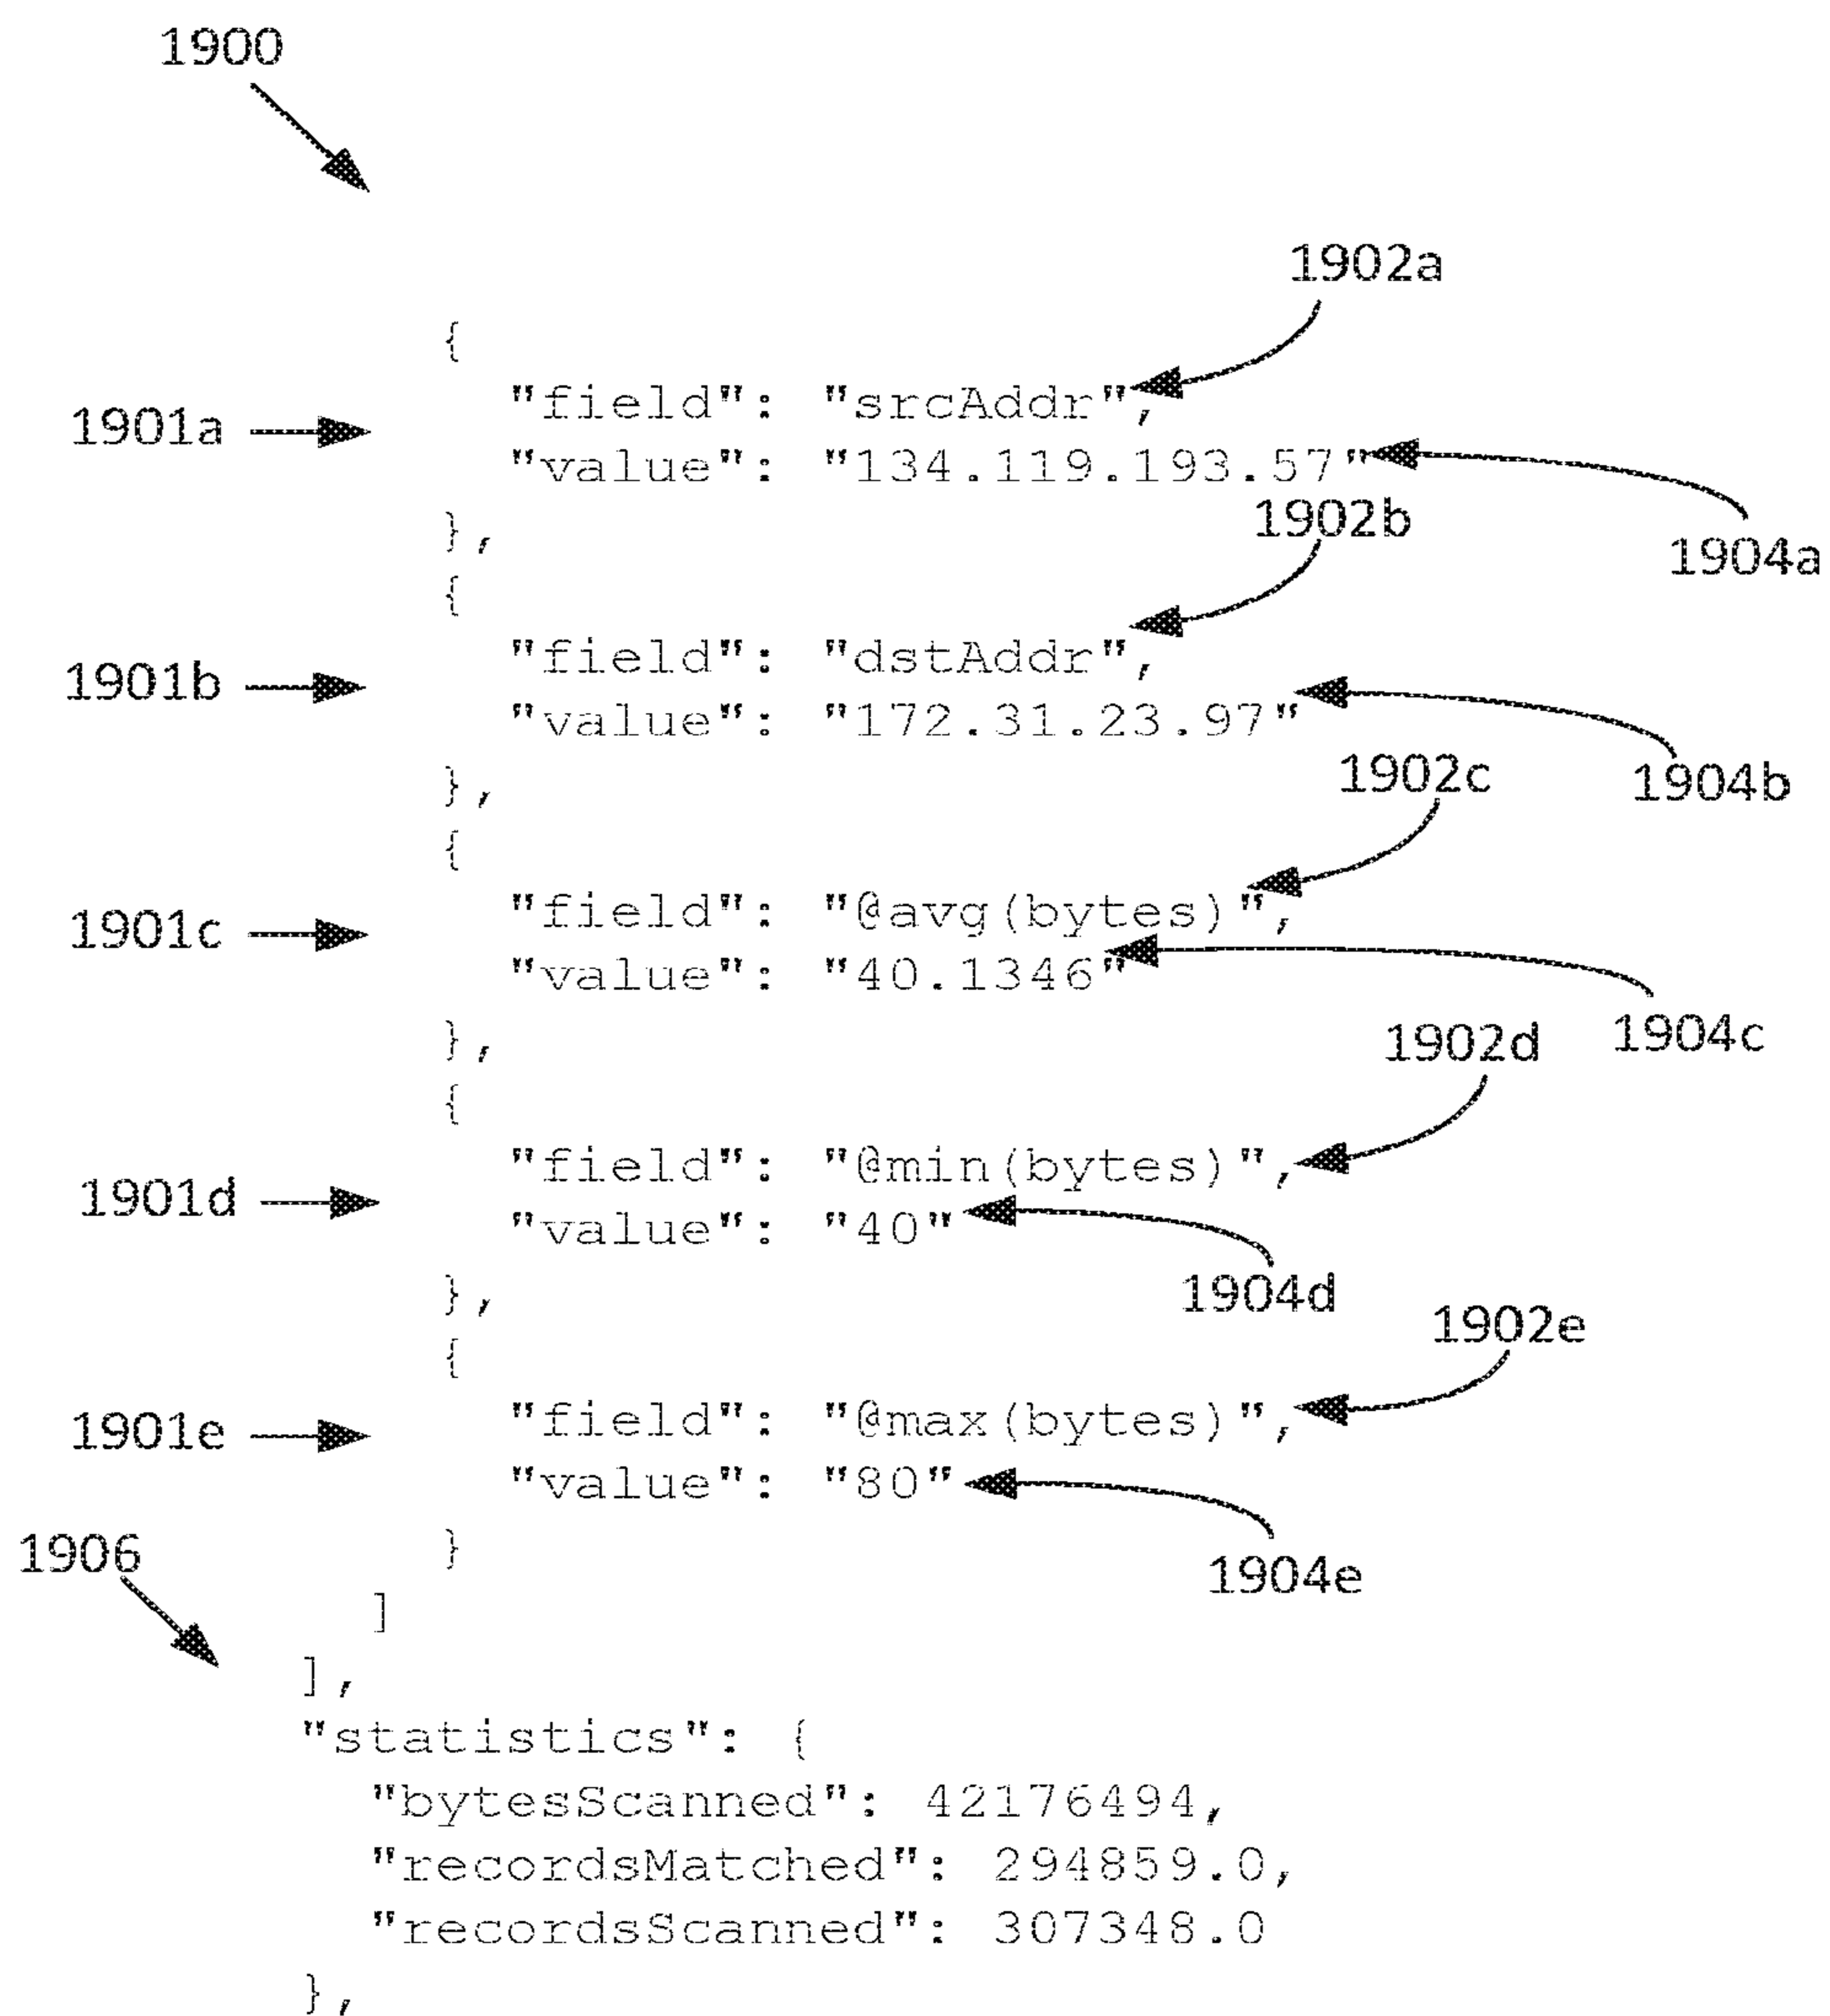 1900
1902a
{
"field": "srcAddr",
1901a
"value": "134.119.193.57"
1902b
},
1904a
{
"field": "dstAddr",
1901b
"value": "172.31.23.97"
1902c
},
1904b
{
"field": "@avg(bytes)",
1901c
"value": "40.1346"
1904c
},
1902d
{
"field": "@min(bytes)",
1901d
"value": "40"
},
1904d
1902e
{
"field": "@max(bytes)",
1901e
"value": "80"
1906
}
1904e
]
],
"statistics": {
"bytesScanned": 42176494,
"recordsMatched": 294859.0,
"recordsScanned": 307348.0
},